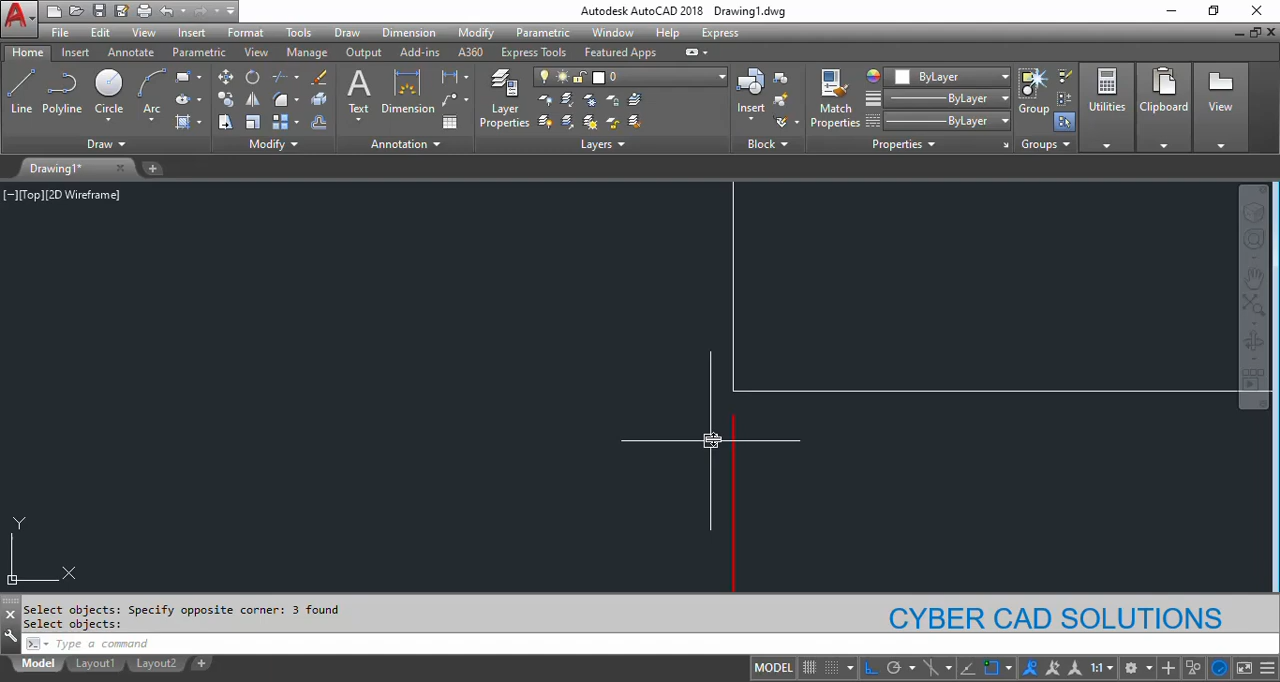 Autodesk AutoCAD 2018 Drawing1.dwg
File Edit View Insert Format Tools Draw Dimension Modify Parametric Window Help Express
Home Insert Annotate Parametric View Manage Output Add-ins A360 Express Tools Featured Apps
0 ByLayer
ByLayer
ByLayer
Line Polyline Circle Arc Text Dimension Layer Properties Insert Match Properties Group Utilities Clipboard View
Draw Modify Annotation Layers Block Properties Groups
Drawing1*
[−][Top][2D Wireframe]
Y
X
Select objects: Specify opposite corner: 3 found
Select objects:
CYBER CAD SOLUTIONS
Type a command
Model Layout1 Layout2 MODEL 1:1